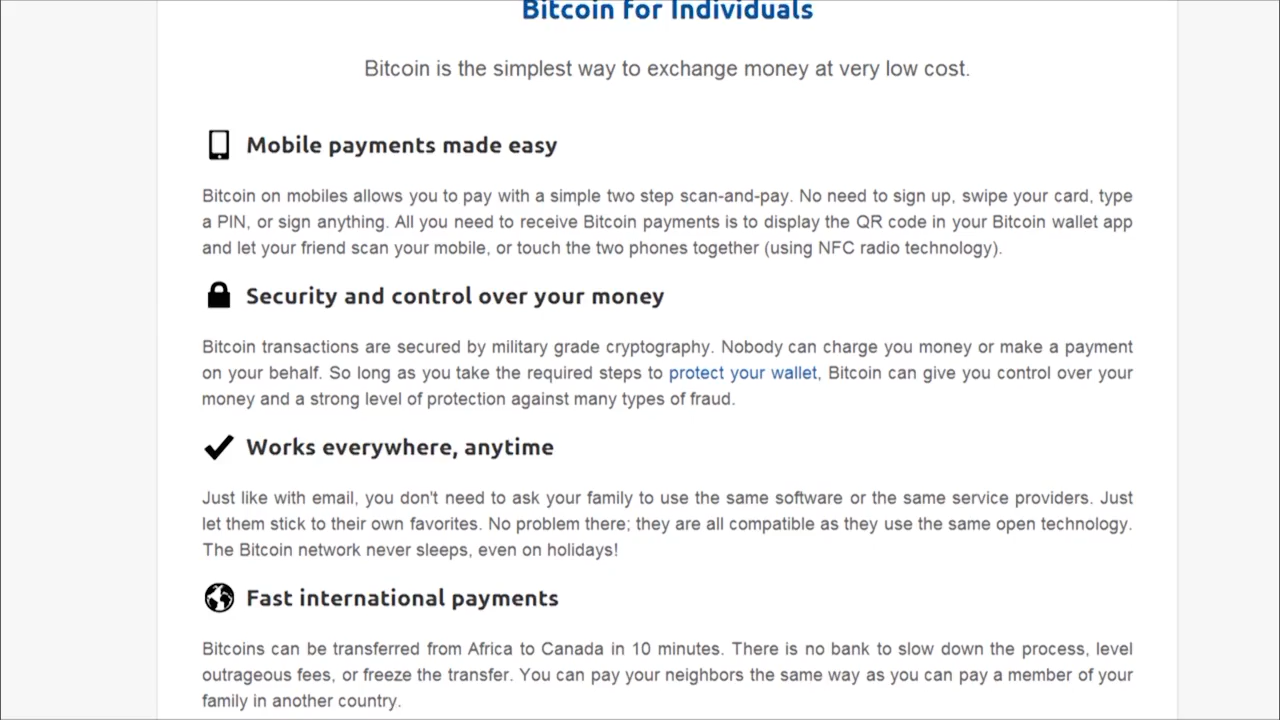 Bitcoin for Individuals
Bitcoin is the simplest way to exchange money at very low cost.
Mobile payments made easy
Bitcoin on mobiles allows you to pay with a simple two step scan-and-pay. No need to sign up, swipe your card, type
a PIN, or sign anything. All you need to receive Bitcoin payments is to display the QR code in your Bitcoin wallet app
and let your friend scan your mobile, or touch the two phones together (using NFC radio technology).
Security and control over your money
Bitcoin transactions are secured by military grade cryptography. Nobody can charge you money or make a payment
on your behalf. So long as you take the required steps to protect your wallet, Bitcoin can give you control over your
money and a strong level of protection against many types of fraud.
Works everywhere, anytime
Just like with email, you don't need to ask your family to use the same software or the same service providers. Just
let them stick to their own favorites. No problem there; they are all compatible as they use the same open technology.
The Bitcoin network never sleeps, even on holidays!
Fast international payments
Bitcoins can be transferred from Africa to Canada in 10 minutes. There is no bank to slow down the process, level
outrageous fees, or freeze the transfer. You can pay your neighbors the same way as you can pay a member of your
family in another country.